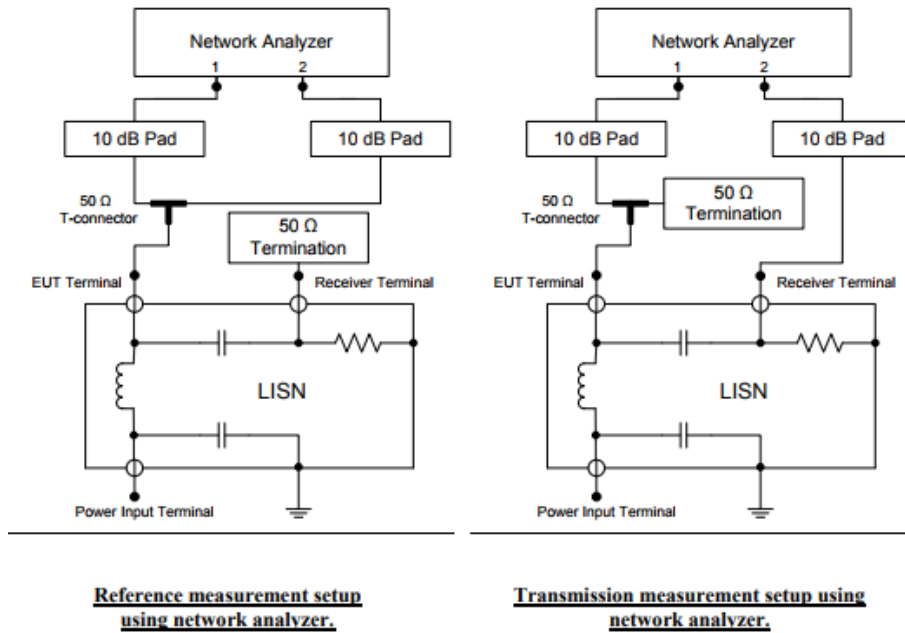 Network Analyzer
1 2
10 dB Pad
10 dB Pad
50 Ω
T-connector
50 Ω
Termination
EUT Terminal
Receiver Terminal
LISN
Power Input Terminal
Reference measurement setup
using network analyzer.
Network Analyzer
1 2
10 dB Pad
10 dB Pad
50 Ω
T-connector
50 Ω
Termination
EUT Terminal
Receiver Terminal
LISN
Power Input Terminal
Transmission measurement setup using
network analyzer.